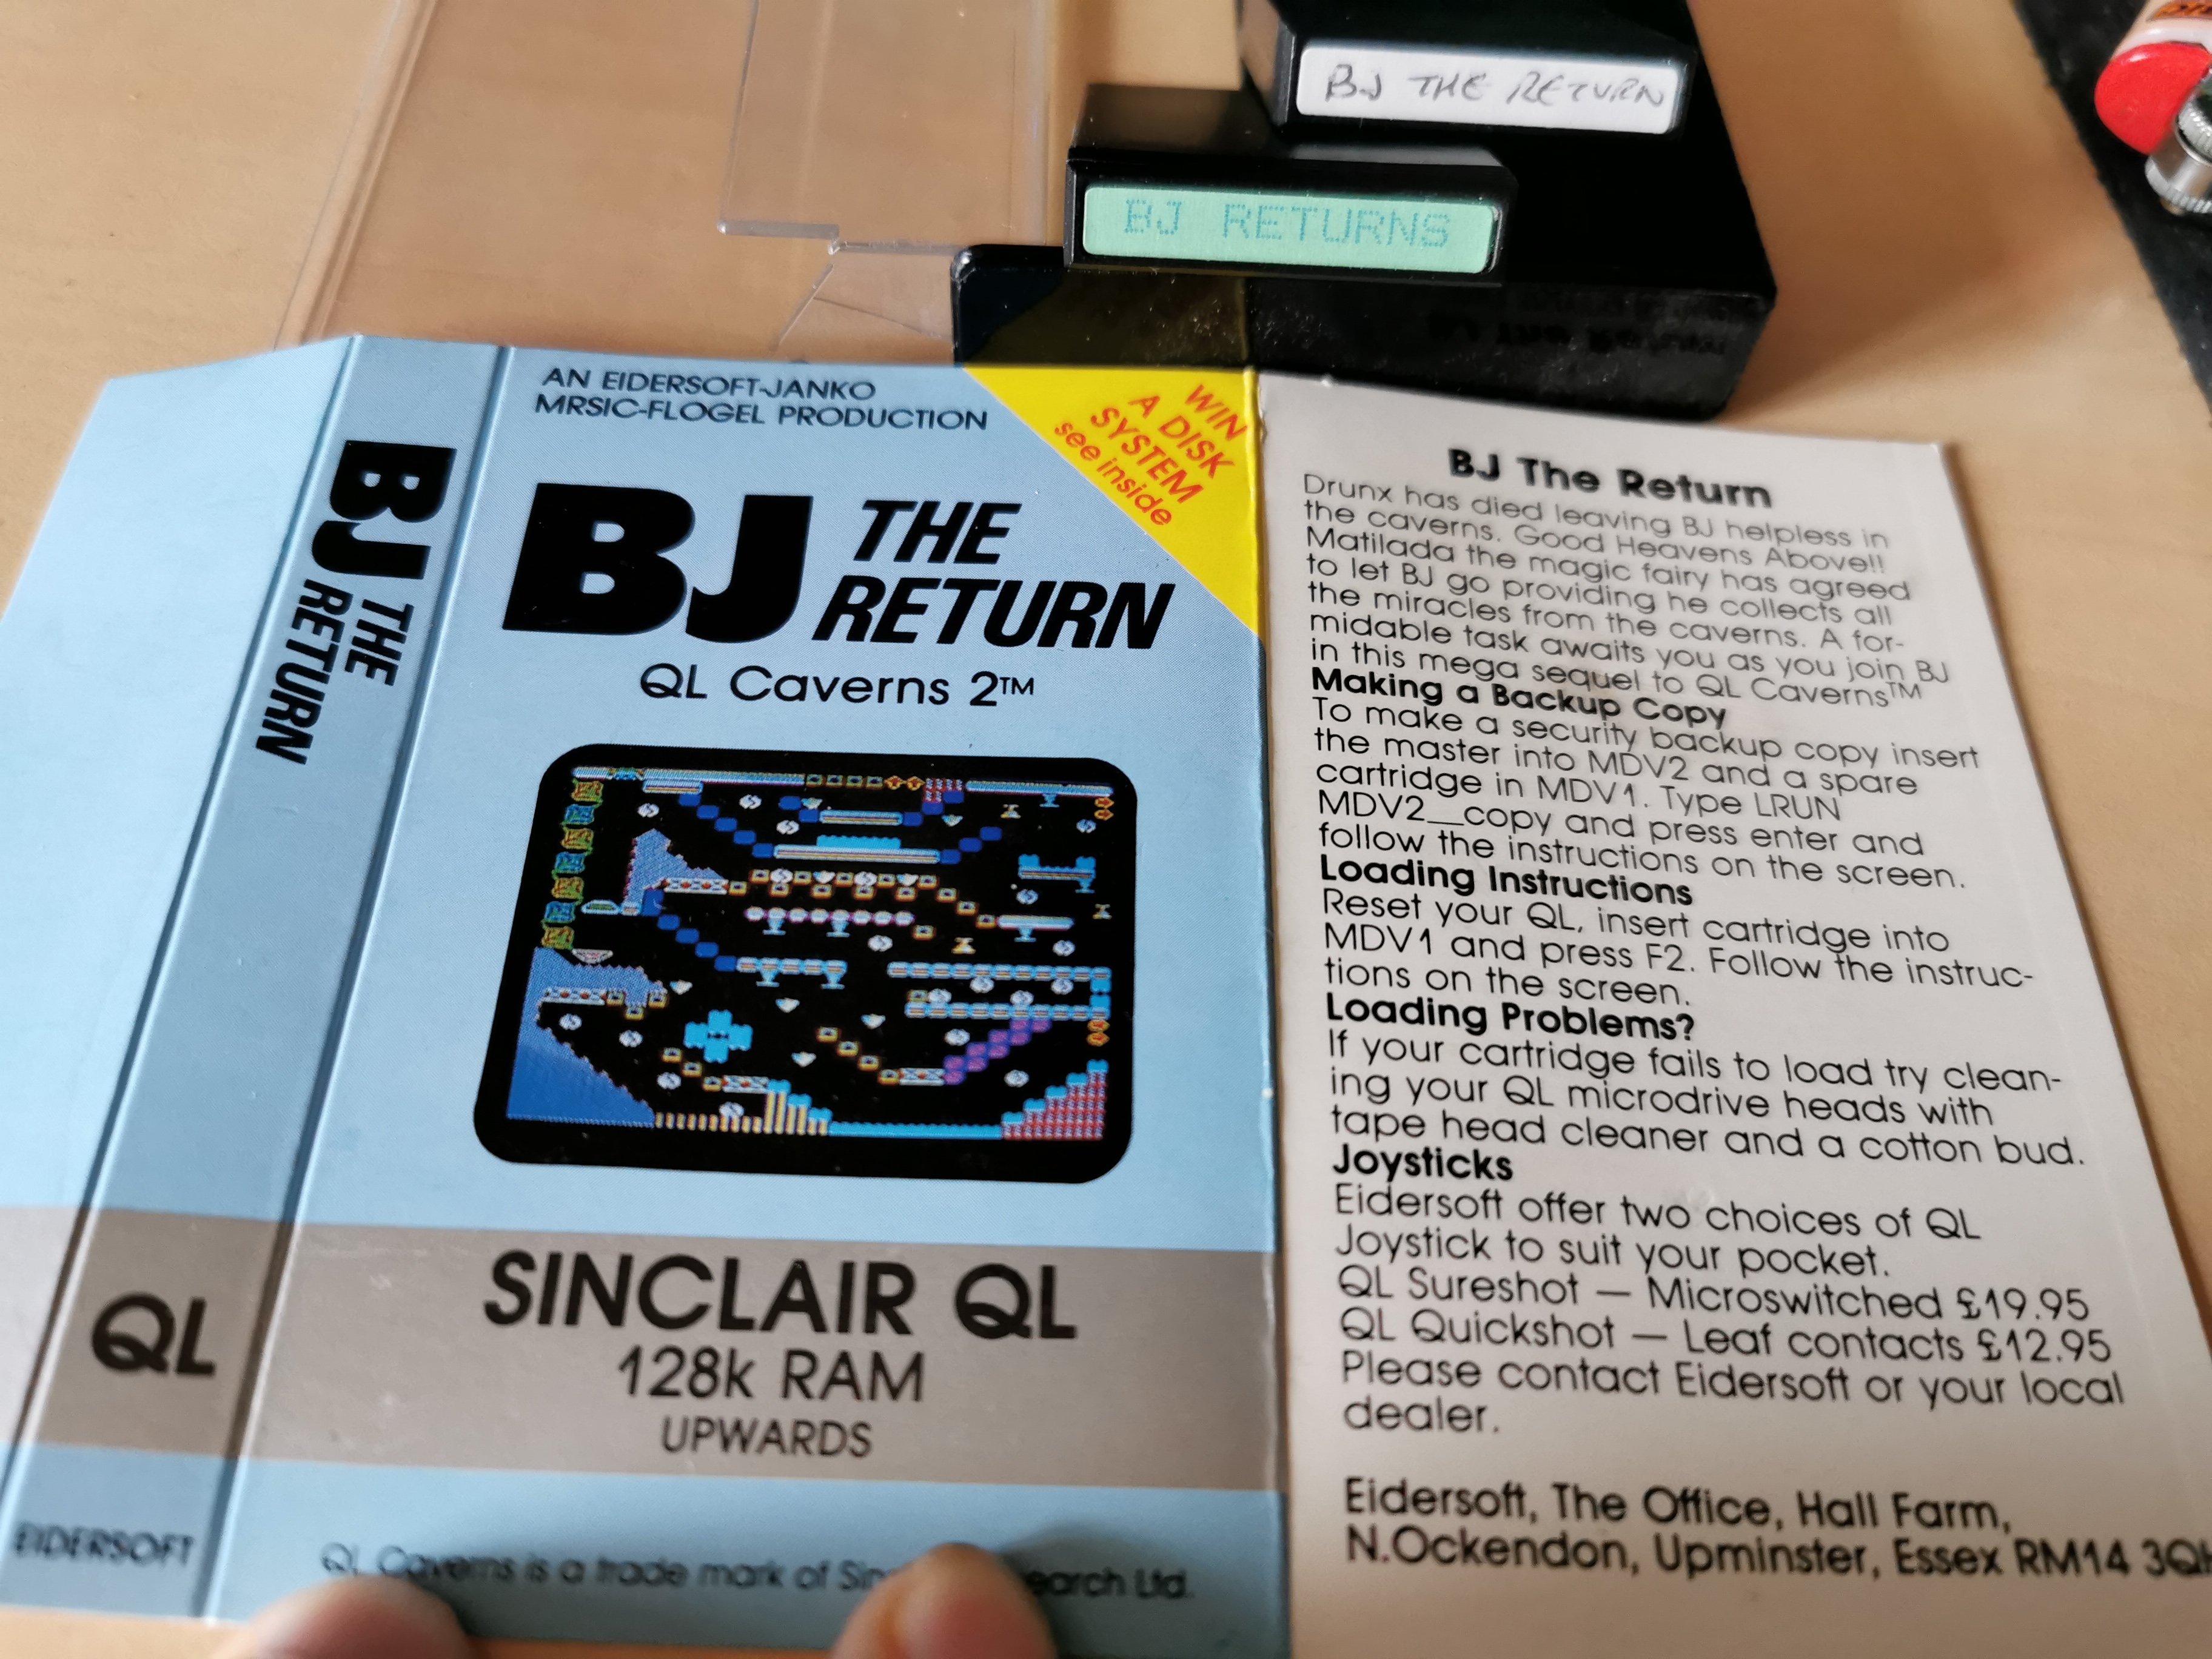 BJ THE RETURN
BJ RETURNS
AN EIDERSOFT-JANKO
MRSIC-FLOGEL PRODUCTION
WIN
A DISK
SYSTEM
see inside
BJ THE
RETURN
QL Caverns 2™
SINCLAIR QL
128k RAM
UPWARDS
QL Caverns is a trade mark of
Ltd.
BJ THE
RETURN
QL
EIDERSOFT
BJ The Return
Drunx has died leaving BJ helpless in
the caverns. Good Heavens Above!!
Matilada the magic fairy has agreed
to let BJ go providing he collects all
the miracles from the caverns. A for-
midable task awaits you as you join BJ
in this mega sequel to QL Caverns™
Making a Backup Copy
To make a security backup copy insert
the master into MDV2 and a spare
cartridge in MDV1. Type LRUN
MDV2__copy and press enter and
follow the instructions on the screen.
Loading Instructions
Reset your QL, insert cartridge into
MDV1 and press F2. Follow the instruc-
tions on the screen.
Loading Problems?
If your cartridge fails to load try clean-
ing your QL microdrive heads with
tape head cleaner and a cotton bud.
Joysticks
Eidersoft offer two choices of QL
Joystick to suit your pocket.
QL Sureshot — Microswitched £19.95
QL Quickshot — Leaf contacts £12.95
Please contact Eidersoft or your local
dealer.
Eidersoft, The Office, Hall Farm,
N.Ockendon, Upminster, Essex RM14